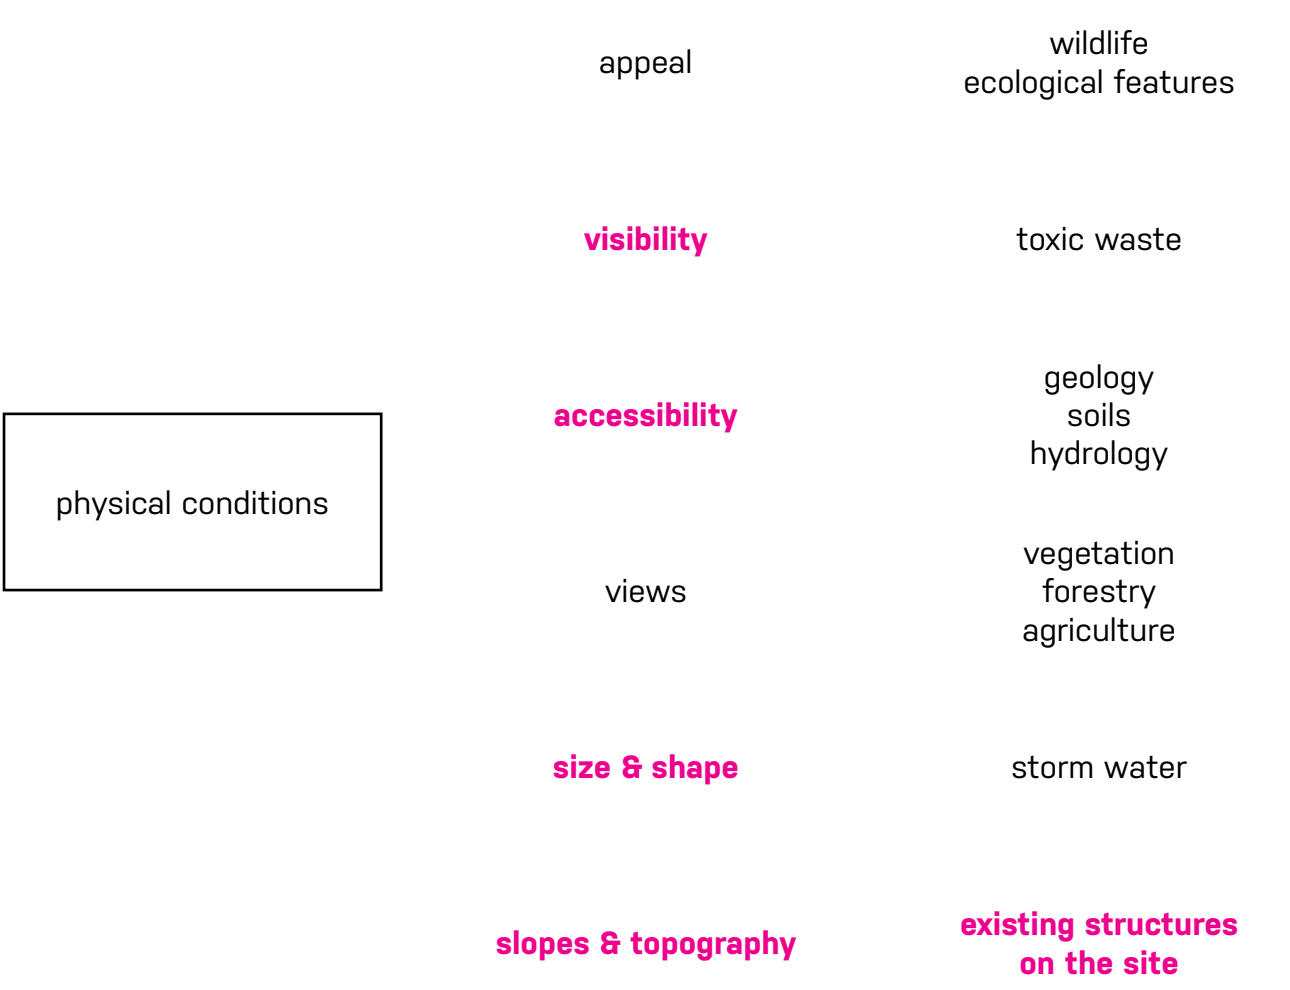 physical conditions
appeal
visibility
accessibility
views
size & shape
slopes & topography
wildlife
ecological features
toxic waste
geology
soils
hydrology
vegetation
forestry
agriculture
storm water
existing structures
on the site